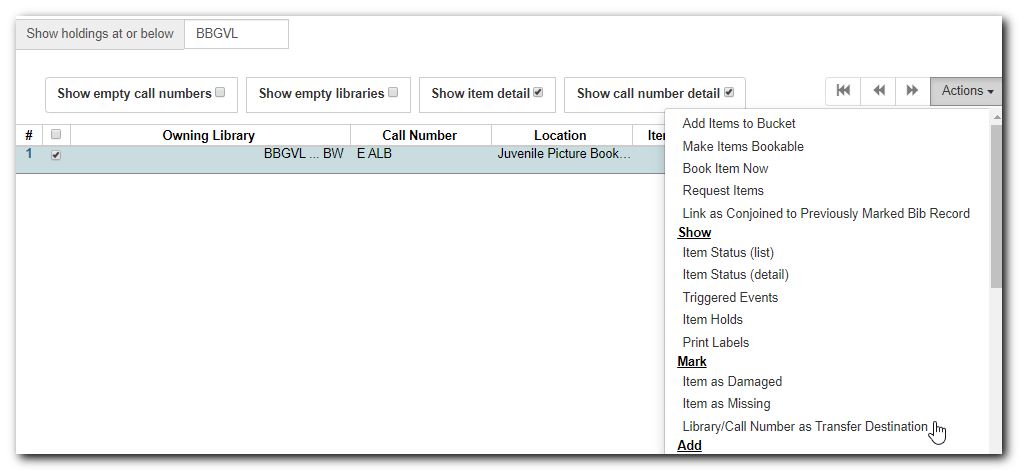 Show holdings at or below BBGVL
Show empty call numbers Show empty libraries Show item detail Show call number detail Actions
# Owning Library Call Number Location
1 BBGVL ... BW E ALB Juvenile Picture Book…
Add Items to Bucket
Make Items Bookable
Book Item Now
Request Items
Link as Conjoined to Previously Marked Bib Record
Show
Item Status (list)
Item Status (detail)
Triggered Events
Item Holds
Print Labels
Mark
Item as Damaged
Item as Missing
Library/Call Number as Transfer Destination
Add